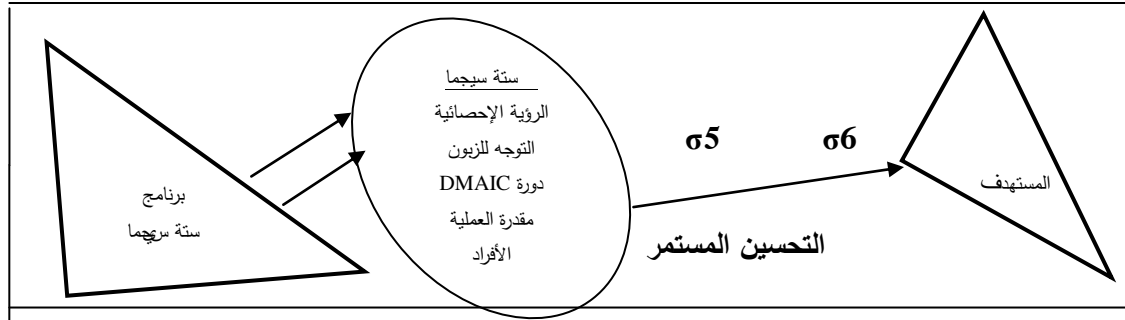 برنامج
ستة سيجما
ستة سيجما
الرؤية الإحصائية
التوجه للزبون
دورة DMAIC
مقدرة العملية
الأفراد
σ5
σ6
التحسين المستمر
المستهدف